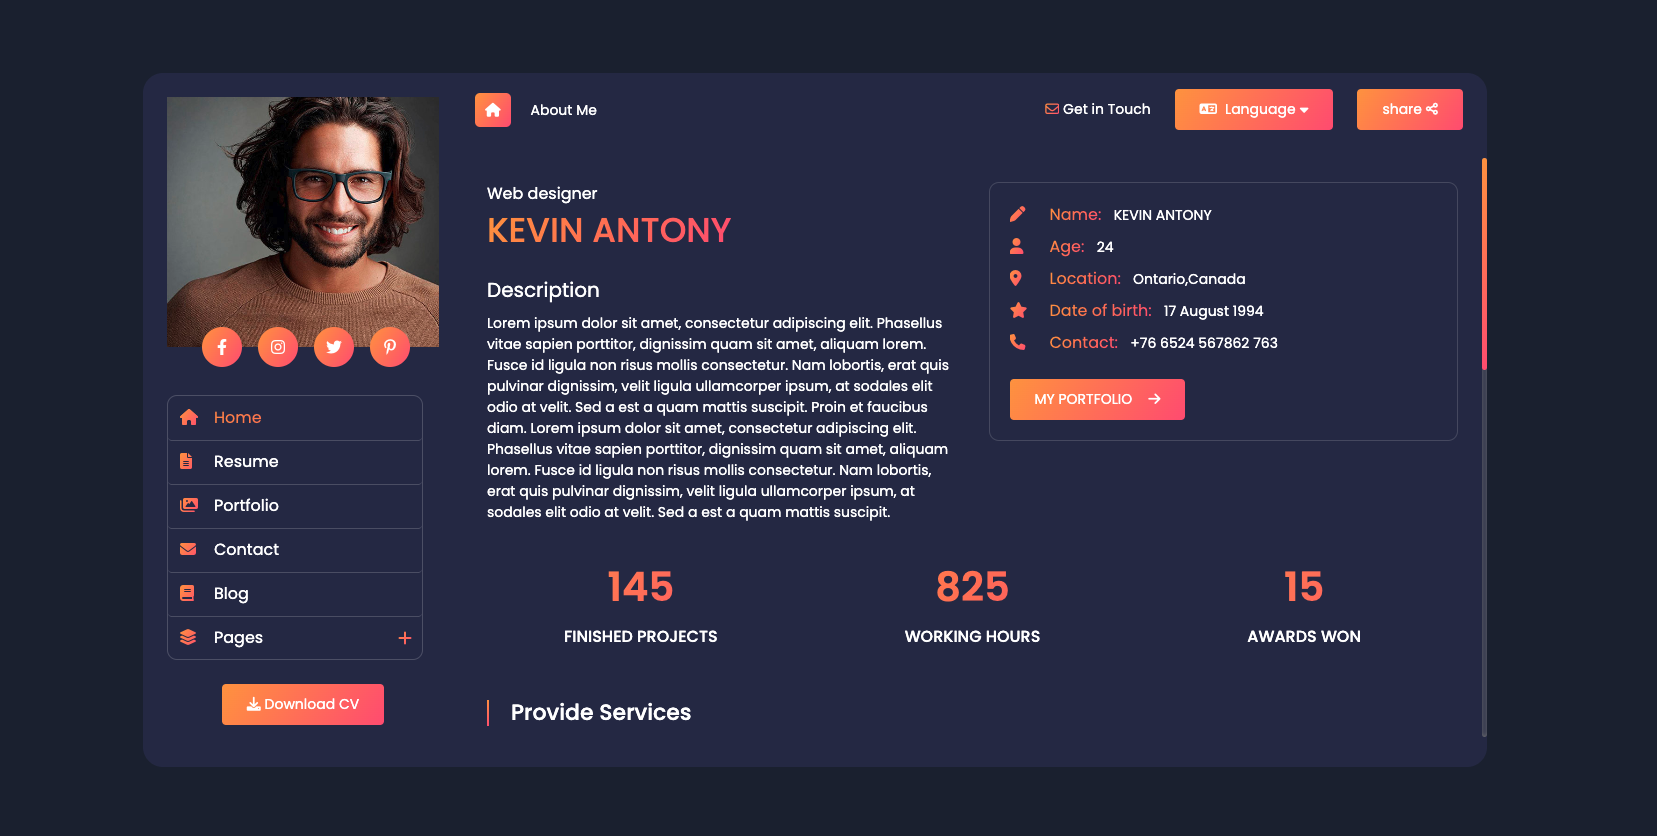 About Me
Get in Touch
Language
share
Home
Resume
Portfolio
Contact
Blog
Pages
Download CV
Web designer
KEVIN ANTONY
Description
Lorem ipsum dolor sit amet, consectetur adipiscing elit. Phasellus
vitae sapien porttitor, dignissim quam sit amet, aliquam lorem.
Fusce id ligula non risus mollis consectetur. Nam lobortis, erat quis
pulvinar dignissim, velit ligula ullamcorper ipsum, at sodales elit
odio at velit. Sed a est a quam mattis suscipit. Proin et faucibus
diam. Lorem ipsum dolor sit amet, consectetur adipiscing elit.
Phasellus vitae sapien porttitor, dignissim quam sit amet, aliquam
lorem. Fusce id ligula non risus mollis consectetur. Nam lobortis,
erat quis pulvinar dignissim, velit ligula ullamcorper ipsum, at
sodales elit odio at velit. Sed a est a quam mattis suscipit.
Name: KEVIN ANTONY
Age: 24
Location: Ontario,Canada
Date of birth: 17 August 1994
Contact: +76 6524 567862 763
MY PORTFOLIO
145
FINISHED PROJECTS
825
WORKING HOURS
15
AWARDS WON
Provide Services